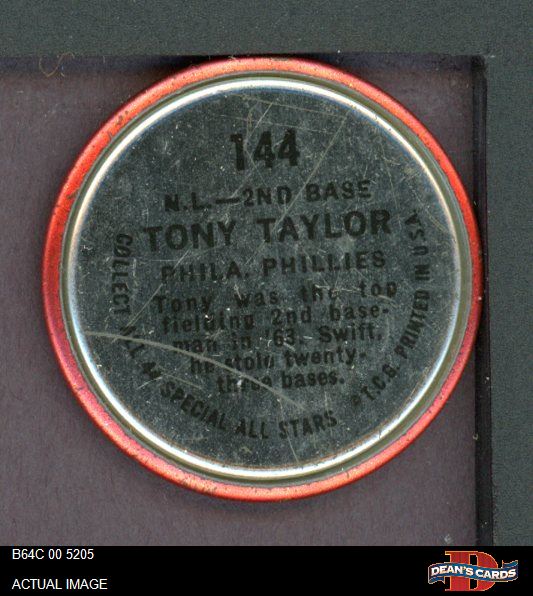 144
N.L.—2ND BASE
TONY TAYLOR
PHILA. PHILLIES
Tony was the top
fielding 2nd base-
man in '63. Swift,
he stole twenty-
three bases.
COLLECT ALL 44 SPECIAL ALL STARS
©T.C.G. PRINTED IN U.S.A.
B64C 00 5205
ACTUAL IMAGE
D
DEAN'S CARDS